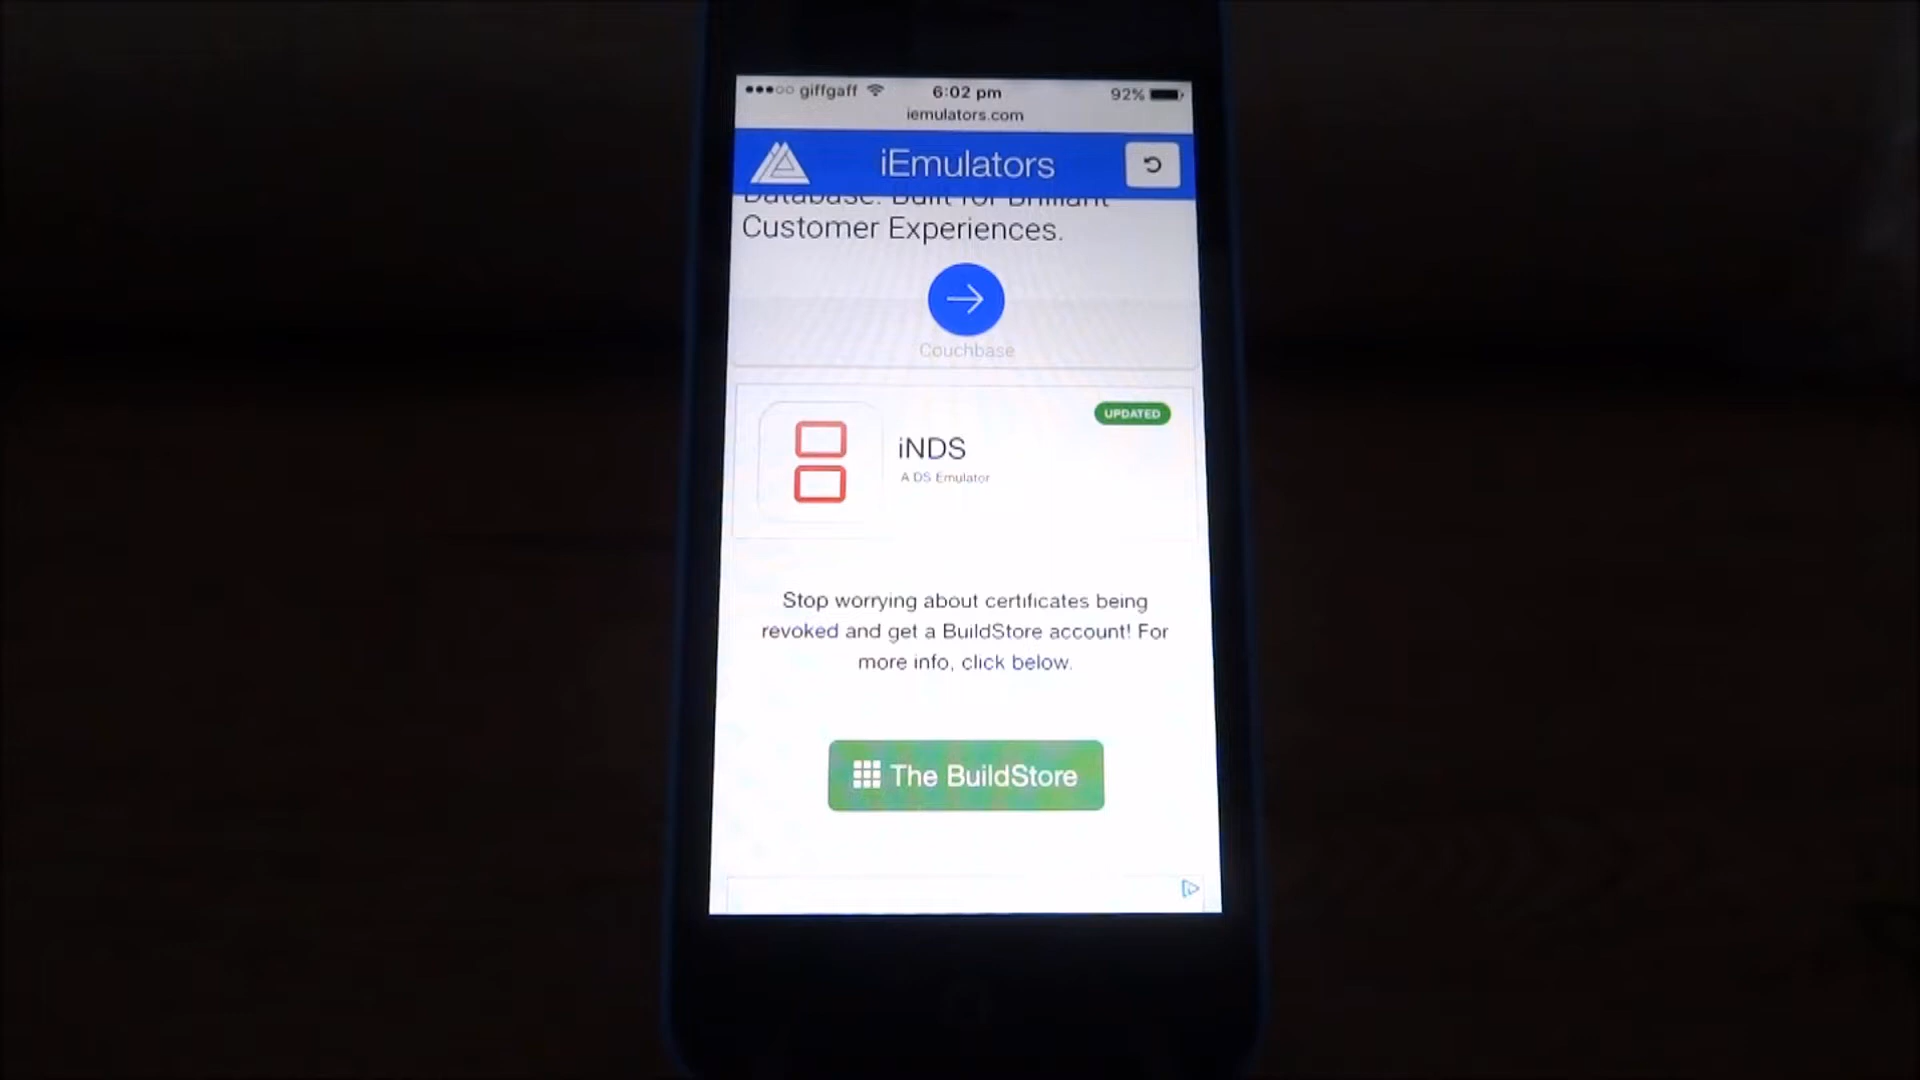 giffgaff 6:02 pm 92%
iemulators.com
iEmulators
Database. Built for Brilliant
Customer Experiences.
Couchbase
UPDATED
iNDS
A DS Emulator
Stop worrying about certificates being
revoked and get a BuildStore account! For
more info, click below.
The BuildStore